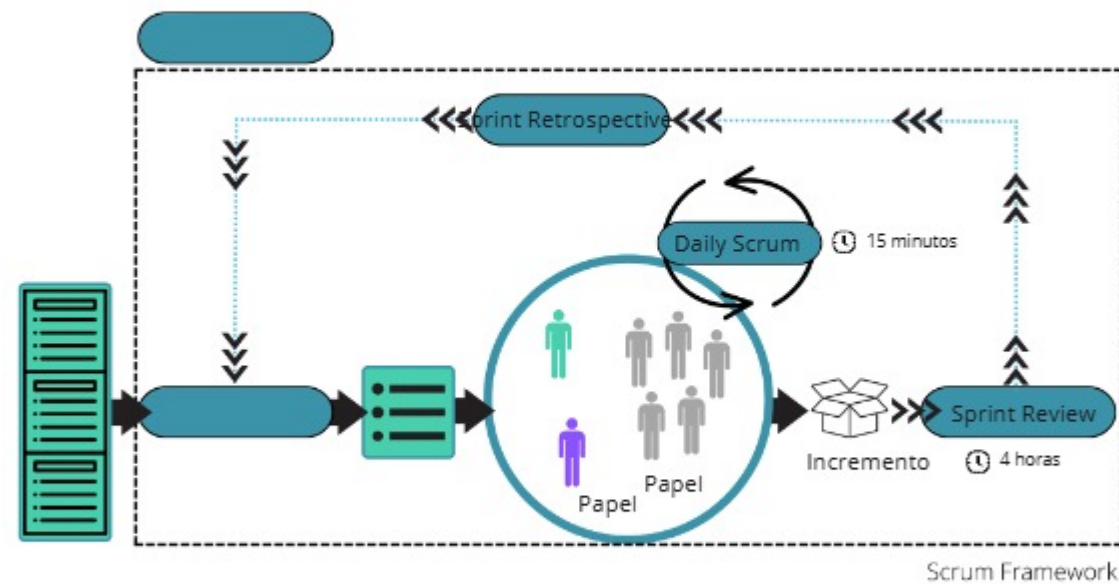 Sprint Retrospective
Daily Scrum
15 minutos
Papel
Papel
Incremento
Sprint Review
4 horas
Scrum Framework